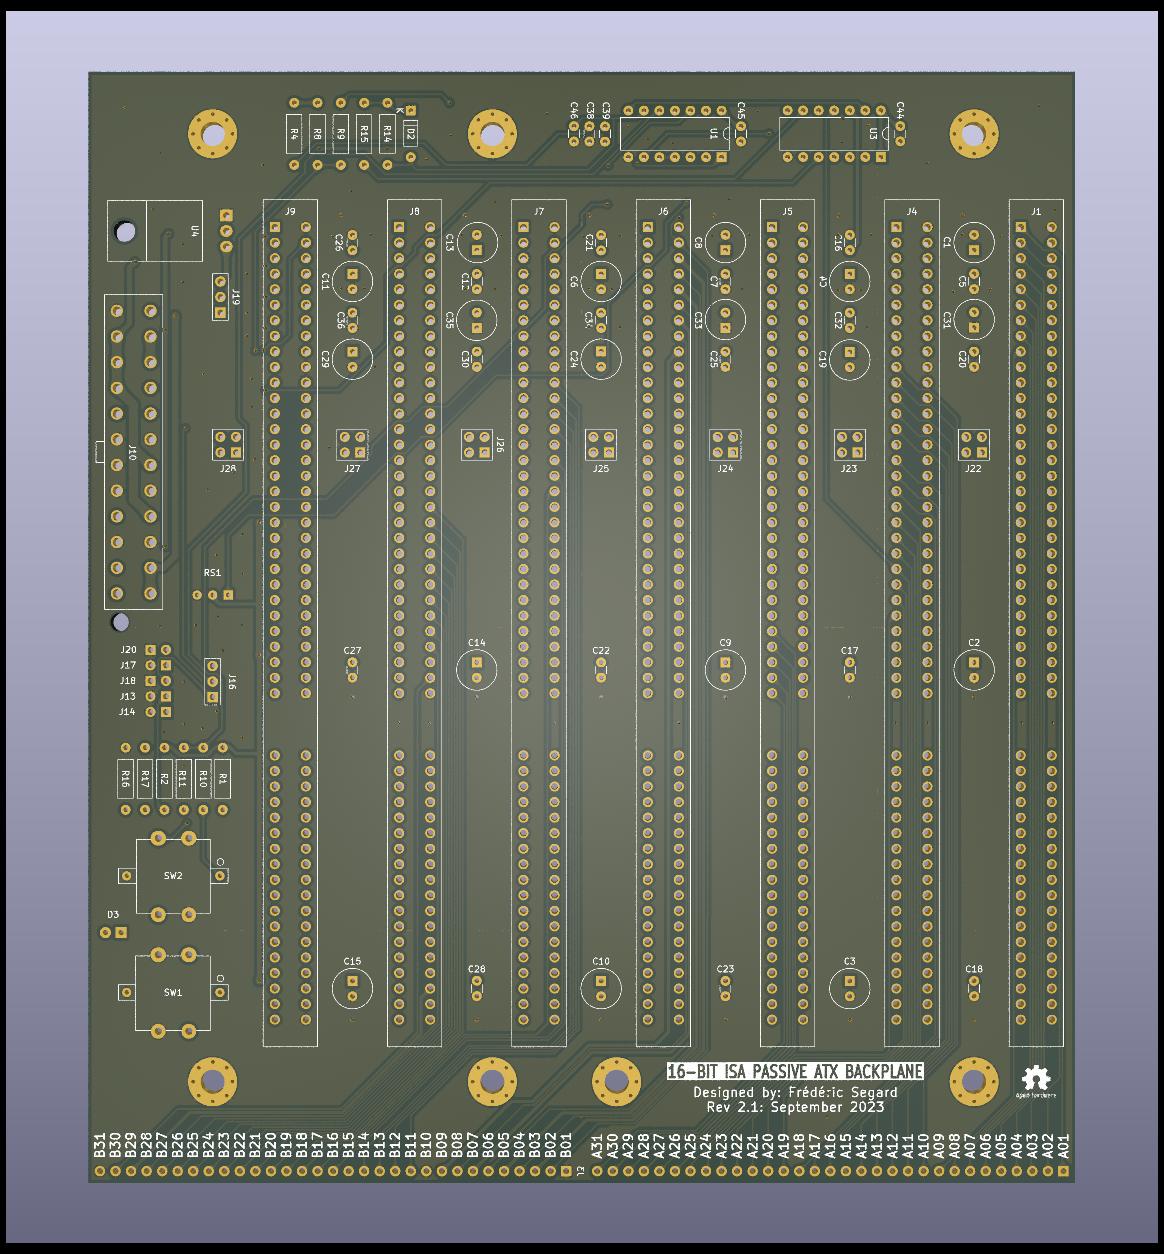 K
R4
R8
R9
R15
R14
D2
C46
C38
C39
U1
C45
U3
C44
U4
J9
J8
J7
J6
J5
J4
J1
C26
C13
C21
C8
C16
C1
C11
C6
C7
C5
J19
C36
C35
C33
C32
C31
C29
C30
C24
C25
C19
C20
J10
J28
J27
J26
J25
J24
J23
J22
RS1
J20
J17
J18
J13
J14
J16
C27
C14
C22
C9
C17
C2
R16
R17
R2
R11
R10
R1
SW2
D3
SW1
C15
C28
C10
C23
C3
C18
16-BIT ISA PASSIVE ATX BACKPLANE
Designed by: Frédéric Segard
Rev 2.1: September 2023
open hardware
B31 B30 B29 B28 B27 B26 B25 B24 B23 B22 B21 B20 B19 B18 B17 B16 B15 B14 B13 B12 B11 B10 B09 B08 B07 B06 B05 B04 B03 B02 B01 A31 A30 A29 A28 A27 A26 A25 A24 A23 A22 A21 A20 A19 A18 A17 A16 A15 A14 A13 A12 A11 A10 A09 A08 A07 A06 A05 A04 A03 A02 A01